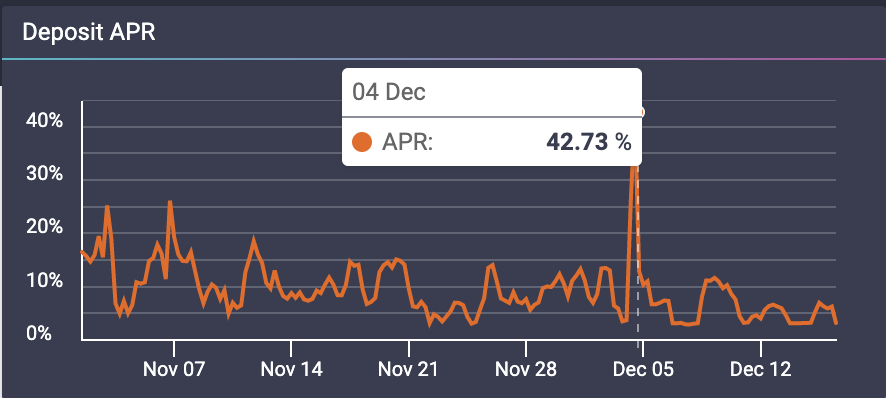 Deposit APR
04 Dec
APR: 42.73 %
40%
30%
20%
10%
0%
Nov 07 Nov 14 Nov 21 Nov 28 Dec 05 Dec 12